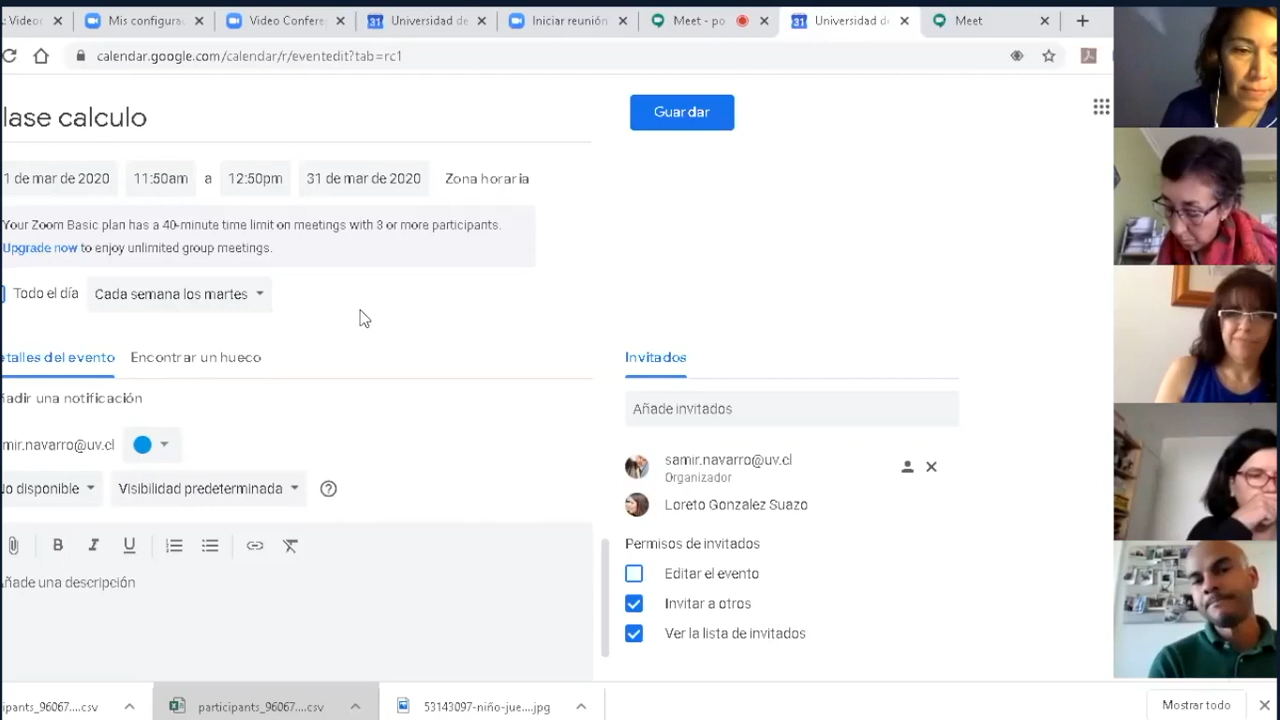 : Video
Mis configura
Video Confere
31 Universidad de
Iniciar reunión
Meet - po
31 Universidad de
Meet
calendar.google.com/calendar/r/eventedit?tab=rc1
lase calculo
Guardar
1 de mar de 2020 11:50am a 12:50pm 31 de mar de 2020 Zona horaria
Your Zoom Basic plan has a 40-minute time limit on meetings with 3 or more participants.
Upgrade now to enjoy unlimited group meetings.
Todo el día Cada semana los martes
etalles del evento Encontrar un hueco
Invitados
ñadir una notificación
Añade invitados
mir.navarro@uv.cl
samir.navarro@uv.cl
Organizador
No disponible Visibilidad predeterminada
Loreto Gonzalez Suazo
Permisos de invitados
B I U
Editar el evento
ñade una descripción
Invitar a otros
Ver la lista de invitados
ipants_96067....csv
participants_96067....csv
53143097-niño-jue....jpg
Mostrar todo